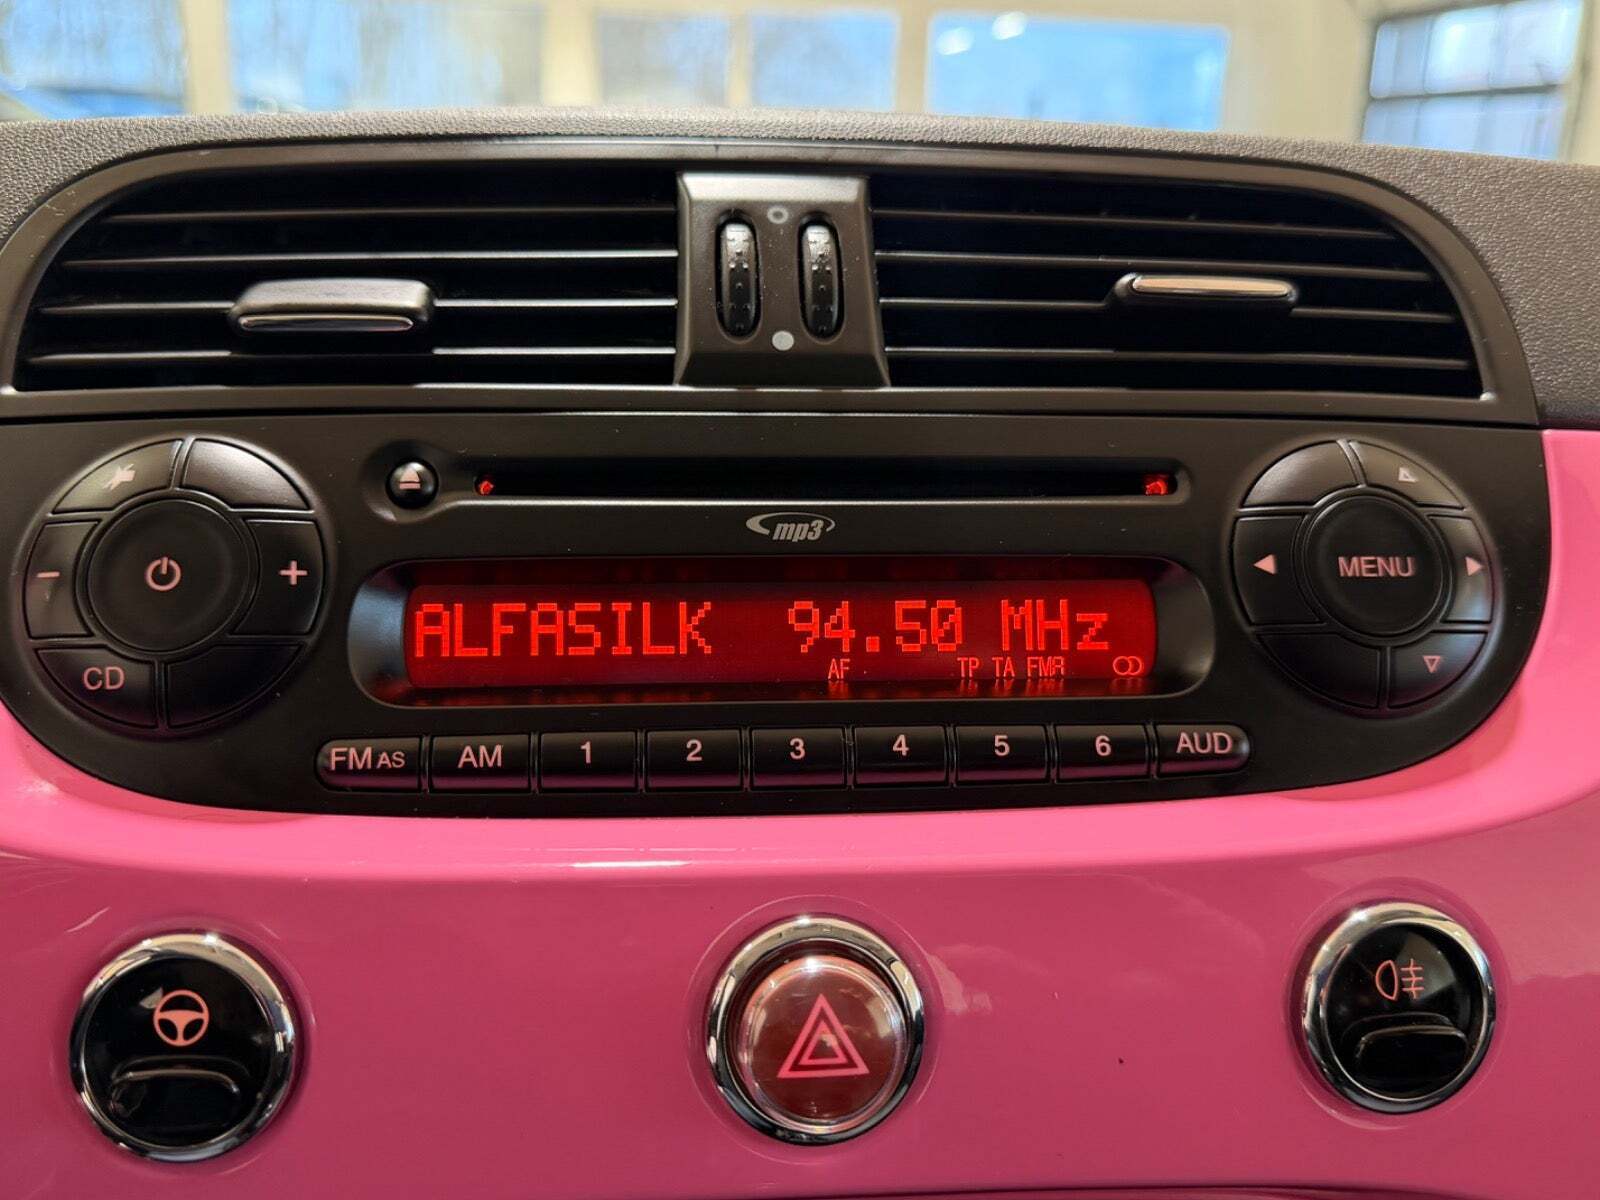 mp3
ALFASILK 94.50 MHz
AF TP TA FMR
− +
MENU
CD
FM AS AM 1 2 3 4 5 6 AUD